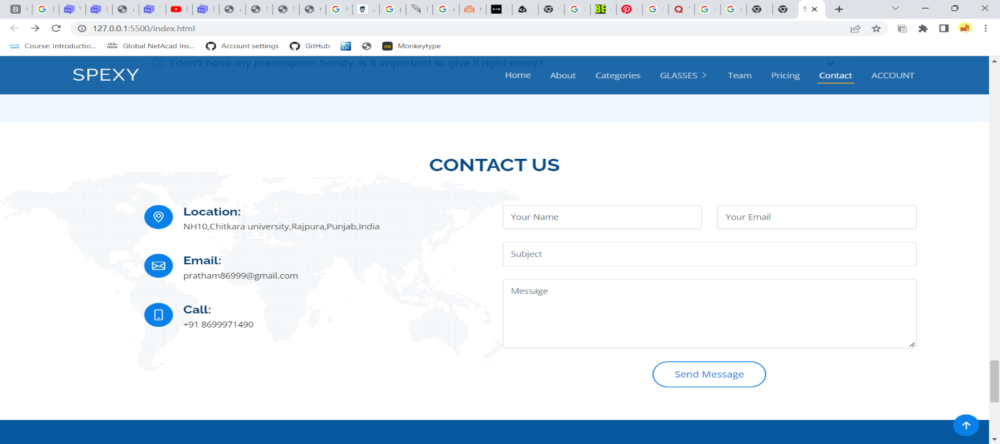 127.0.0.1:5500/index.html
Course: Introductio...
Global NetAcad Ins...
Account settings
GitHub
mt
Monkeytype
I don't have my prescription handy. Is it important to give it right away?
SPEXY
Home
About
Categories
GLASSES
Team
Pricing
Contact
ACCOUNT
CONTACT US
Location:
NH10,Chitkara university,Rajpura,Punjab,India
Email:
pratham86999@gmail.com
Call:
+91 8699971490
Your Name
Your Email
Subject
Message
Send Message